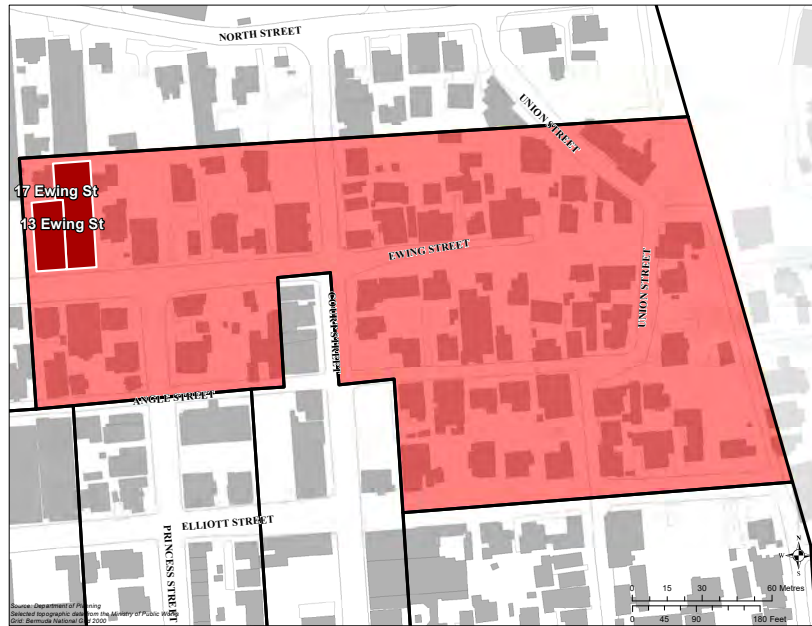 NORTH STREET
UNION STREET
17 Ewing St
13 Ewing St
EWING STREET
UNION STREET
COURT STREET
ANGLE STREET
ELLIOTT STREET
PRINCESS STREET
N
W
S
0 15 30 60 Metres
0 45 90 180 Feet
Source: Department of Planning
Selected topographic data from the Ministry of Public Works
Grid: Bermuda National Grid 2000